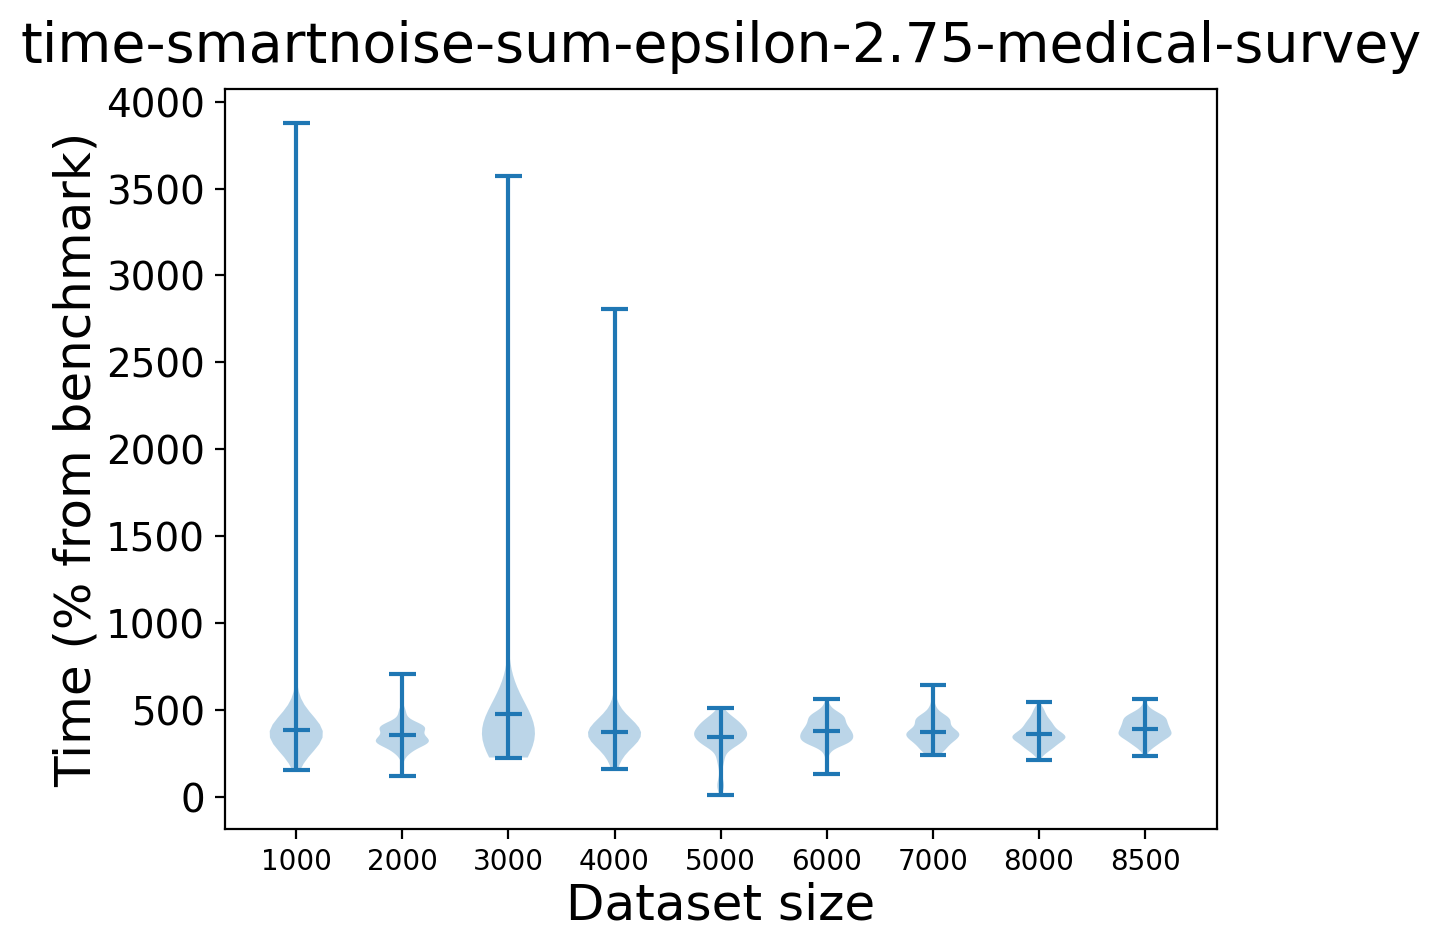 time-smartnoise-sum-epsilon-2.75-medical-survey
Time (% from benchmark)
4000
3500
3000
2500
2000
1500
1000
500
0
1000 2000 3000 4000 5000 6000 7000 8000 8500
Dataset size